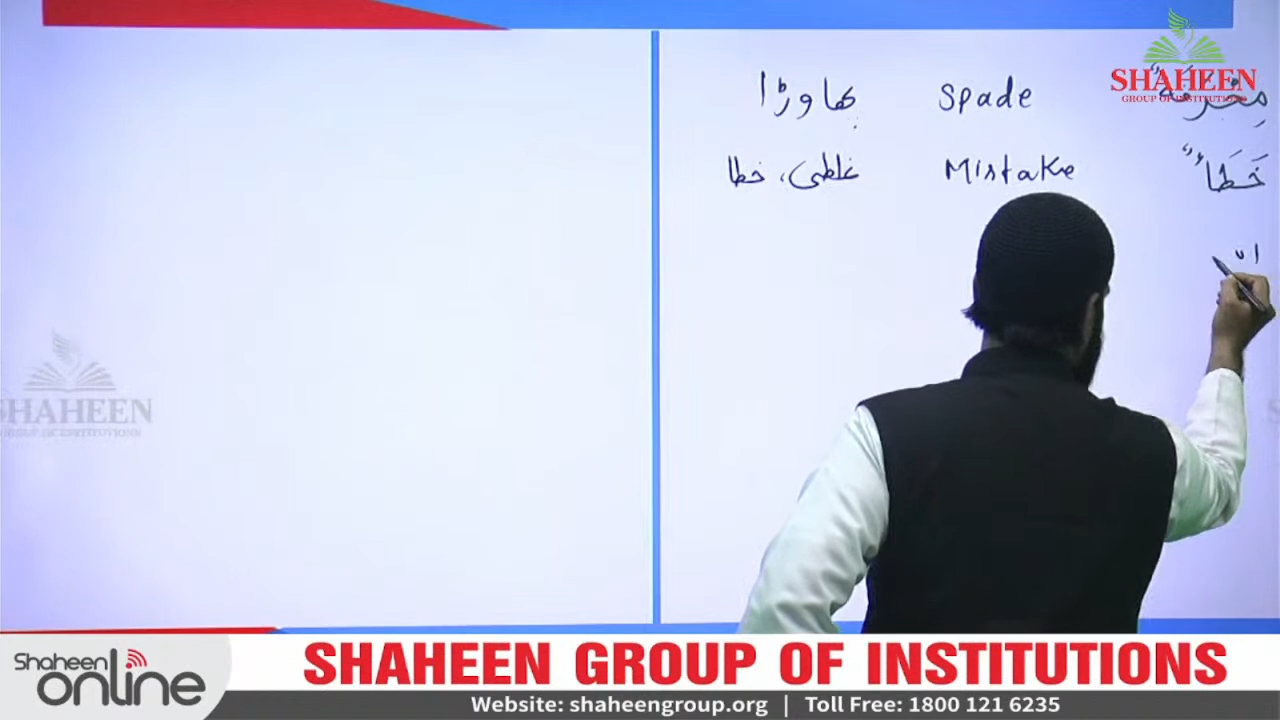 SHAHEEN
GROUP OF INSTITUTIONS
Spade پھاوڑا
خَطَأٌ Mistake غلطی، خطا
SHAHEEN
GROUP OF INSTITUTIONS
Shaheen online
SHAHEEN GROUP OF INSTITUTIONS
Website: shaheengroup.org | Toll Free: 1800 121 6235